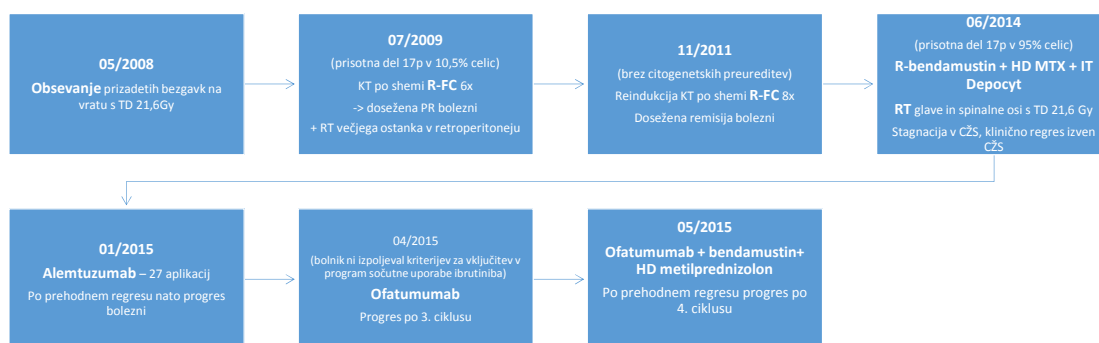 05/2008
Obsevanje prizadetih bezgavk na
vratu s TD 21,6Gy
07/2009
(prisotna del 17p v 10,5% celic)
KT po shemi R-FC 6x
-> dosežena PR bolezni
+ RT večjega ostanka v retroperitoneju
11/2011
(brez citogenetskih preureditev)
Reindukcija KT po shemi R-FC 8x
Dosežena remisija bolezni
06/2014
(prisotna del 17p v 95% celic)
R-bendamustin + HD MTX + IT
Depocyt
RT glave in spinalne osi s TD 21,6 Gy
Stagnacija v CŽS, klinično regres izven
CŽS
01/2015
Alemtuzumab – 27 aplikacij
Po prehodnem regresu nato progres
bolezni
04/2015
(bolnik ni izpoljeval kriterijev za vključitev v
program sočutne uporabe ibrutiniba)
Ofatumumab
Progres po 3. ciklusu
05/2015
Ofatumumab + bendamustin+
HD metilprednizolon
Po prehodnem regresu progres po
4. ciklusu